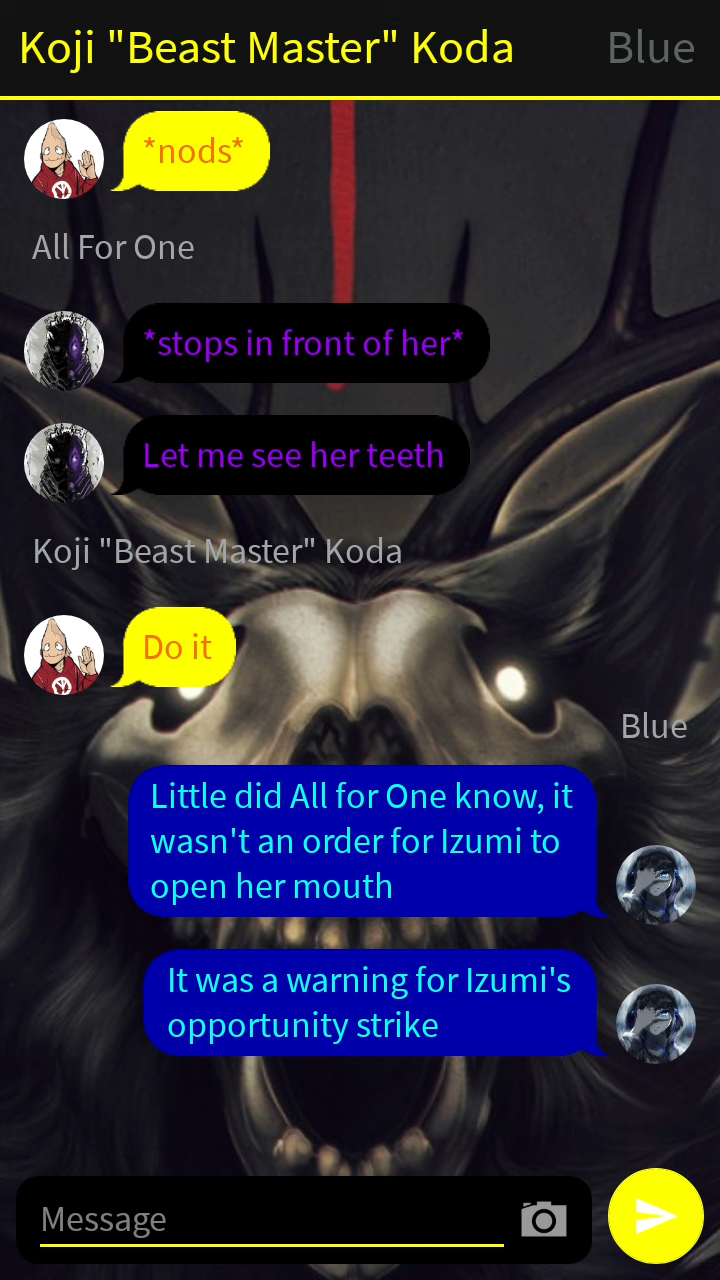 Koji "Beast Master" Koda
Blue
*nods*
All For One
*stops in front of her*
Let me see her teeth
Koji "Beast Master" Koda
Do it
Blue
Little did All for One know, it
wasn't an order for Izumi to
open her mouth
It was a warning for Izumi's
opportunity strike
Message